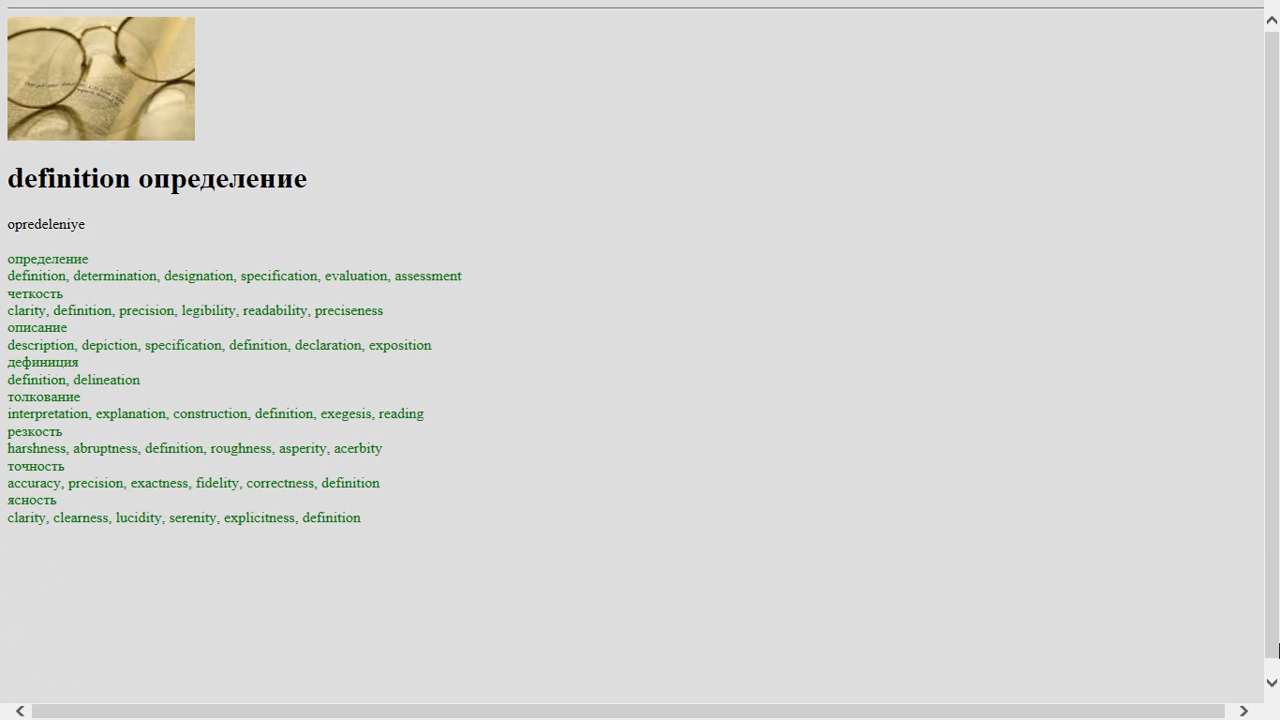 definition определение
opredeleniye
определение
definition, determination, designation, specification, evaluation, assessment
четкость
clarity, definition, precision, legibility, readability, preciseness
описание
description, depiction, specification, definition, declaration, exposition
дефиниция
definition, delineation
толкование
interpretation, explanation, construction, definition, exegesis, reading
резкость
harshness, abruptness, definition, roughness, asperity, acerbity
точность
accuracy, precision, exactness, fidelity, correctness, definition
ясность
clarity, clearness, lucidity, serenity, explicitness, definition